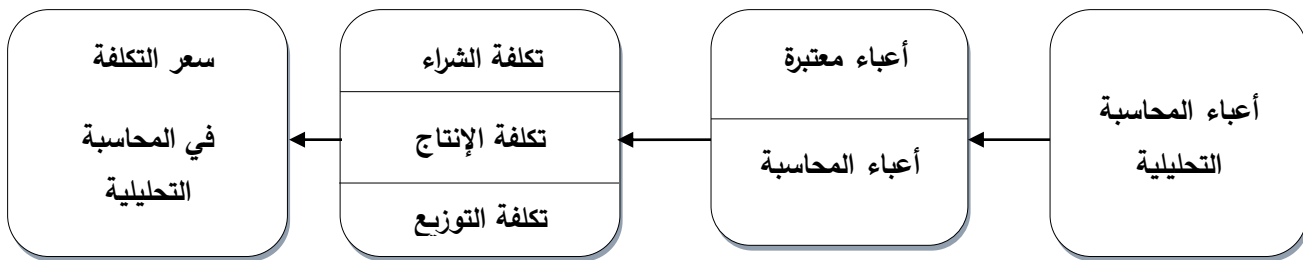 أعباء المحاسبة
التحليلية
أعباء معتبرة
أعباء المحاسبة
تكلفة الشراء
تكلفة الإنتاج
تكلفة التوزيع
سعر التكلفة
في المحاسبة
التحليلية